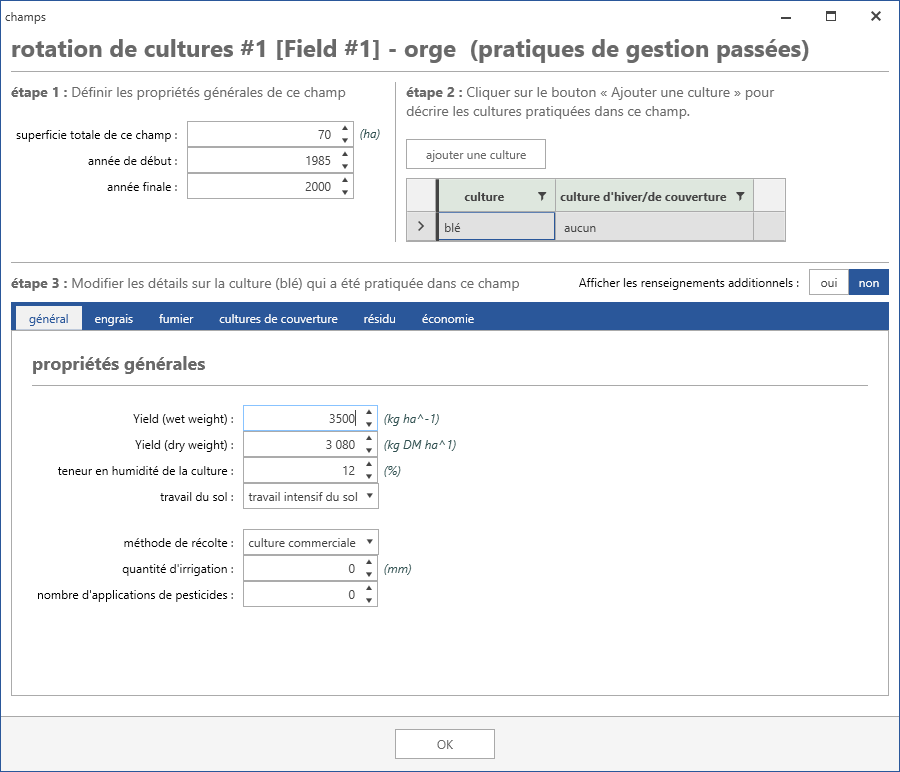 champs
rotation de cultures #1 [Field #1] - orge  (pratiques de gestion passées)
étape 1 : Définir les propriétés générales de ce champ
superficie totale de ce champ : 70 (ha)
année de début : 1985
année finale : 2000
étape 2 : Cliquer sur le bouton « Ajouter une culture » pour
décrire les cultures pratiquées dans ce champ.
ajouter une culture
culture culture d'hiver/de couverture
blé aucun
étape 3 : Modifier les détails sur la culture (blé) qui a été pratiquée dans ce champ
Afficher les renseignements additionnels : oui non
général engrais fumier cultures de couverture résidu économie
propriétés générales
Yield (wet weight) : 3500 (kg ha^-1)
Yield (dry weight) : 3 080 (kg DM ha^1)
teneur en humidité de la culture : 12 (%)
travail du sol : travail intensif du sol
méthode de récolte : culture commerciale
quantité d'irrigation : 0 (mm)
nombre d'applications de pesticides : 0
OK